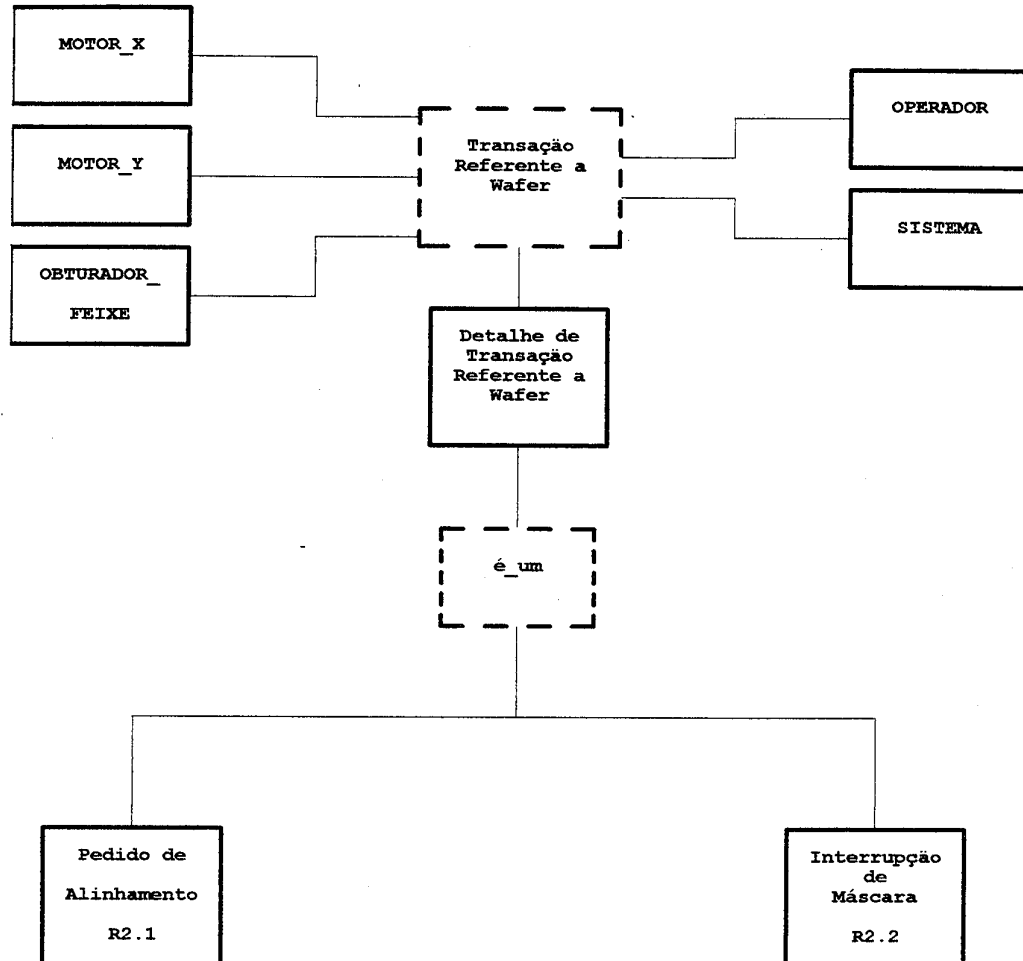 MOTOR_X
MOTOR_Y
OBTURADOR_
FEIXE
Transação
Referente a
Wafer
OPERADOR
SISTEMA
Detalhe de
Transação
Referente a
Wafer
é_um
Pedido de
Alinhamento
R2.1
Interrupção
de
Máscara
R2.2